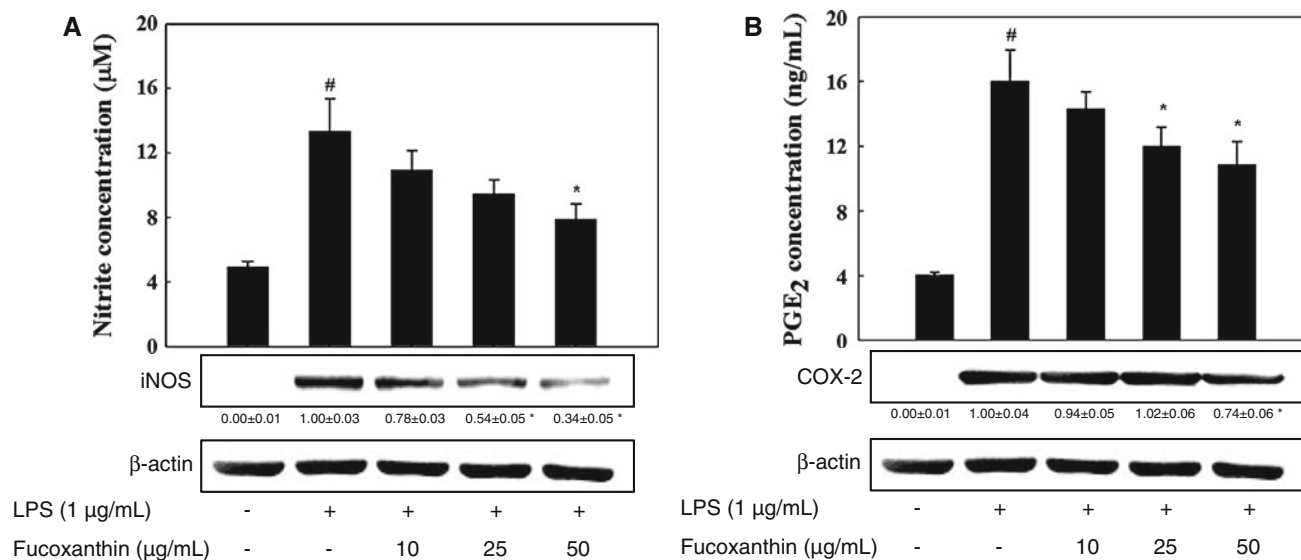 A
Nitrite concentration (μM)
20
16
12
8
4
0
#
*
iNOS
0.00±0.01 1.00±0.03 0.78±0.03 0.54±0.05 * 0.34±0.05 *
β-actin
LPS (1 μg/mL) - + + + +
Fucoxanthin (μg/mL) - - 10 25 50
B
PGE2 concentration (ng/mL)
20
16
12
8
4
0
#
* *
COX-2
0.00±0.01 1.00±0.04 0.94±0.05 1.02±0.06 0.74±0.06 *
β-actin
LPS (1 μg/mL) - + + + +
Fucoxanthin (μg/mL) - - 10 25 50